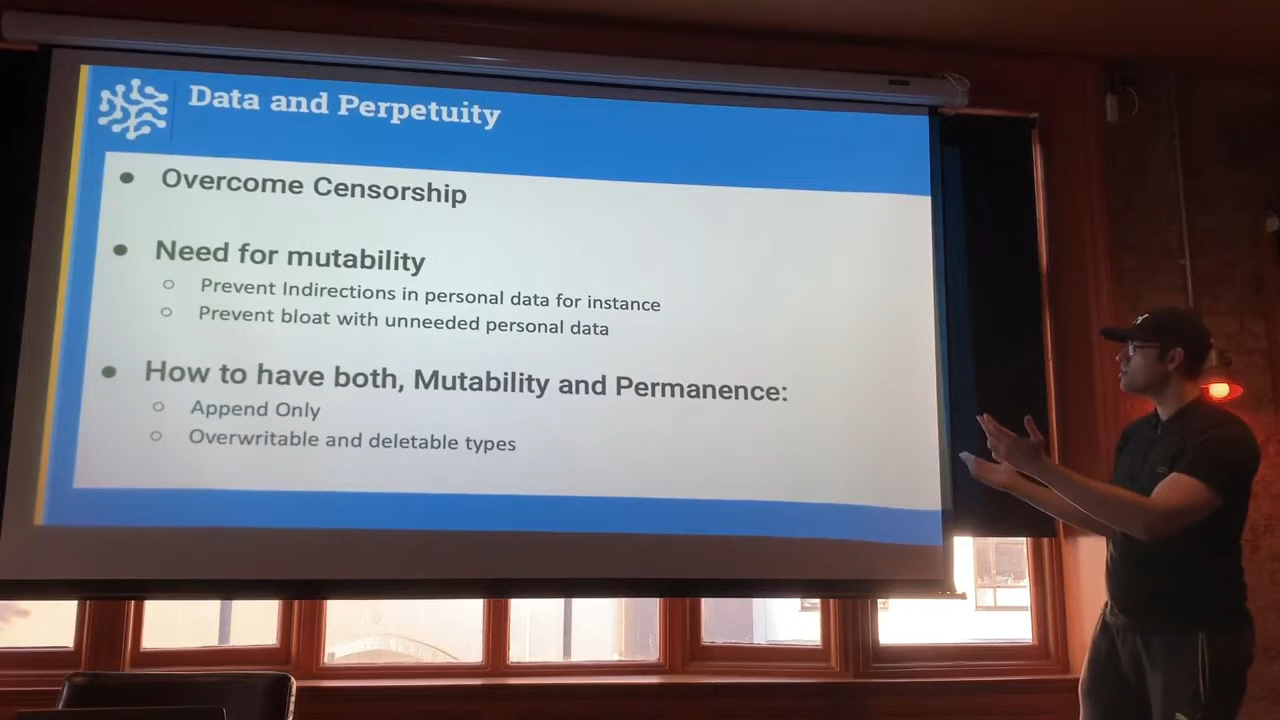 Data and Perpetuity
Overcome Censorship
Need for mutability
Prevent Indirections in personal data for instance
Prevent bloat with unneeded personal data
How to have both, Mutability and Permanence:
Append Only
Overwritable and deletable types